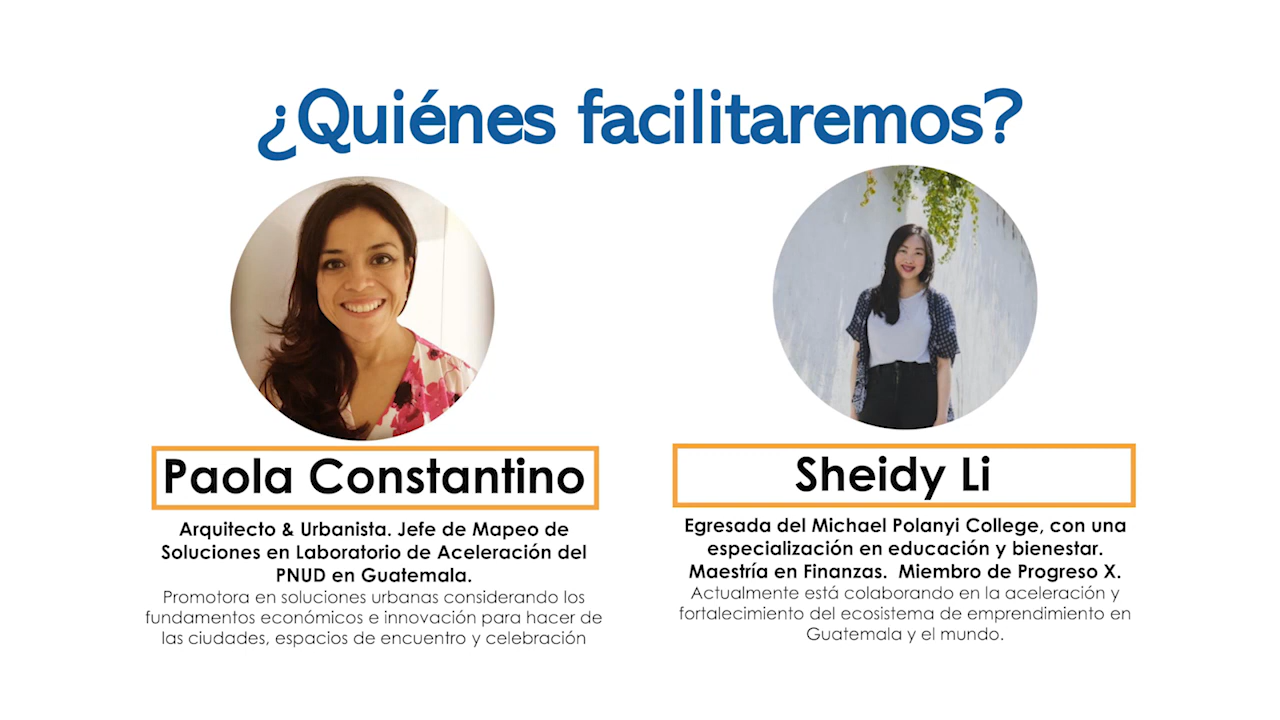 ¿Quiénes facilitaremos?
Paola Constantino
Arquitecto & Urbanista. Jefe de Mapeo de
Soluciones en Laboratorio de Aceleración del
PNUD en Guatemala.
Promotora en soluciones urbanas considerando los
fundamentos económicos e innovación para hacer de
las ciudades, espacios de encuentro y celebración
Sheidy Li
Egresada del Michael Polanyi College, con una
especialización en educación y bienestar.
Maestría en Finanzas.  Miembro de Progreso X.
Actualmente está colaborando en la aceleración y
fortalecimiento del ecosistema de emprendimiento en
Guatemala y el mundo.